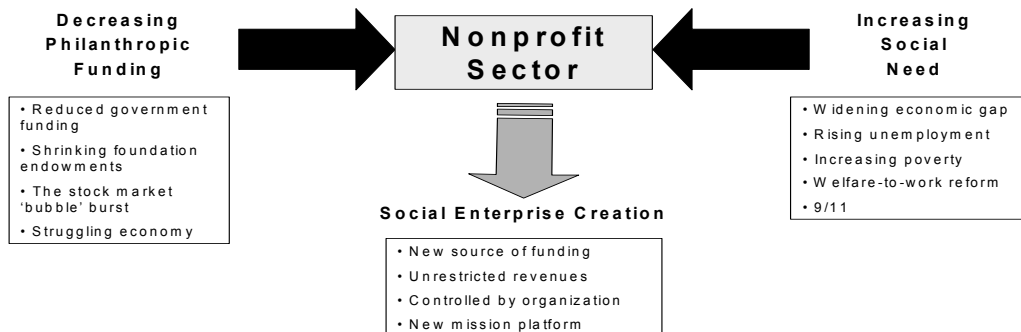 Decreasing
Philanthropic
Funding
• Reduced government
funding
• Shrinking foundation
endowments
• The stock market
'bubble' burst
• Struggling economy
Nonprofit
Sector
Increasing
Social
Need
• Widening economic gap
• Rising unemployment
• Increasing poverty
• Welfare-to-work reform
• 9/11
Social Enterprise Creation
• New source of funding
• Unrestricted revenues
• Controlled by organization
• New mission platform